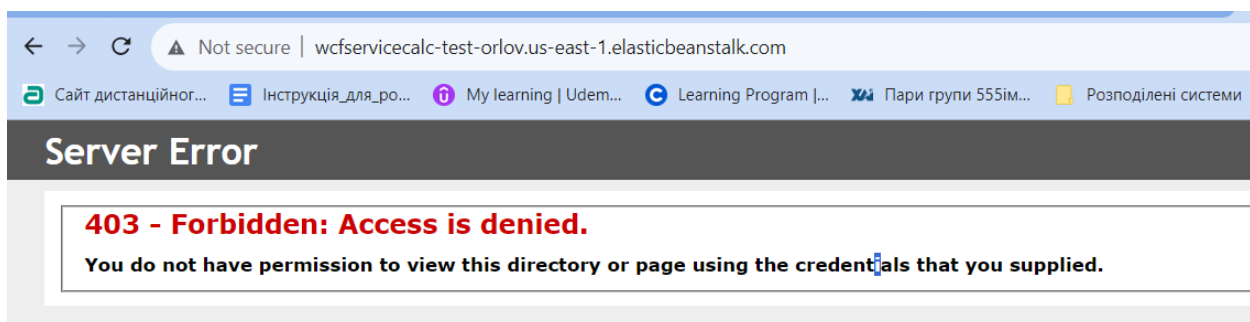 Not secure | wcfservicecalc-test-orlov.us-east-1.elasticbeanstalk.com
Сайт дистанційног... Інструкція_для_ро... My learning | Udem... Learning Program |... ХАІ Пари групи 555ім... Розподілені системи
Server Error
403 - Forbidden: Access is denied.
You do not have permission to view this directory or page using the credentials that you supplied.